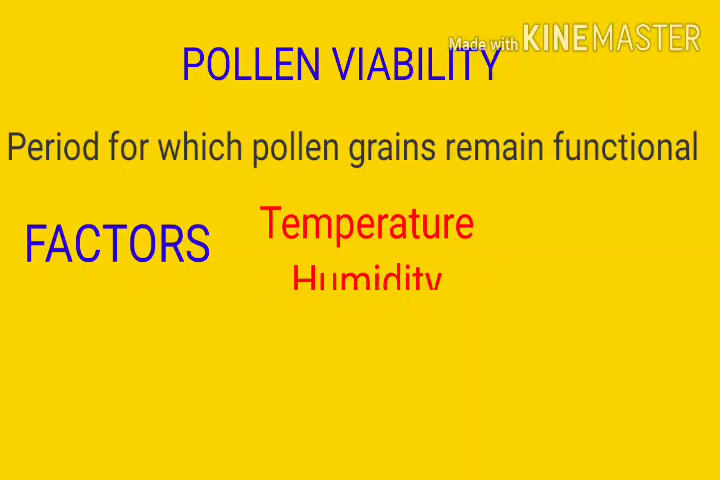 Made with KINEMASTER
POLLEN VIABILITY
Period for which pollen grains remain functional
FACTORS
Temperature
Humidity